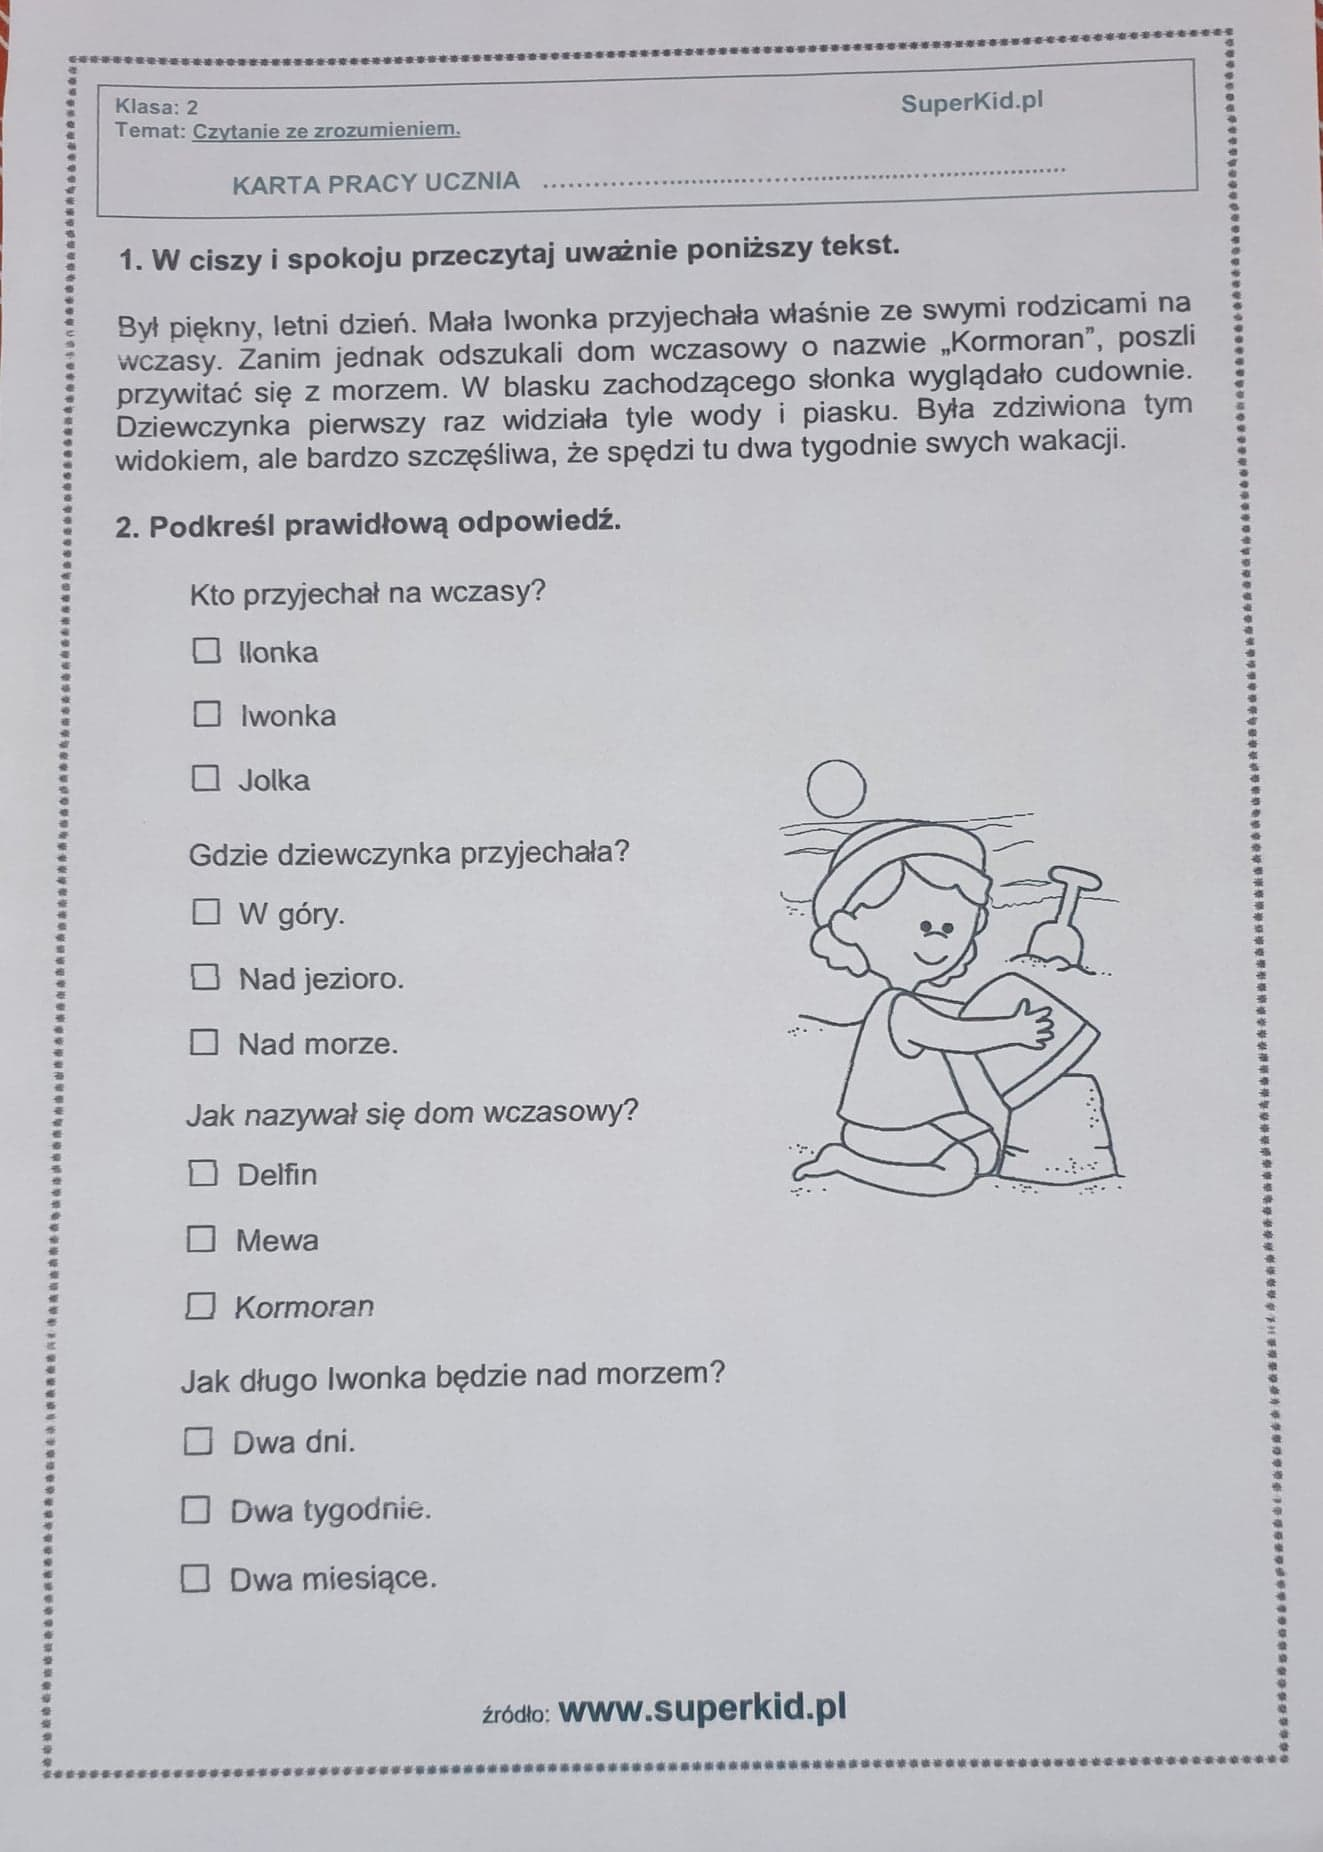 Klasa: 2
SuperKid.pl
Temat: Czytanie ze zrozumieniem.
KARTA PRACY UCZNIA ........................................................................
1. W ciszy i spokoju przeczytaj uważnie poniższy tekst.
Był piękny, letni dzień. Mała Iwonka przyjechała właśnie ze swymi rodzicami na
wczasy. Zanim jednak odszukali dom wczasowy o nazwie „Kormoran”, poszli
przywitać się z morzem. W blasku zachodzącego słonka wyglądało cudownie.
Dziewczynka pierwszy raz widziała tyle wody i piasku. Była zdziwiona tym
widokiem, ale bardzo szczęśliwa, że spędzi tu dwa tygodnie swych wakacji.
2. Podkreśl prawidłową odpowiedź.
Kto przyjechał na wczasy?
Ilonka
Iwonka
Jolka
Gdzie dziewczynka przyjechała?
W góry.
Nad jezioro.
Nad morze.
Jak nazywał się dom wczasowy?
Delfin
Mewa
Kormoran
Jak długo Iwonka będzie nad morzem?
Dwa dni.
Dwa tygodnie.
Dwa miesiące.
źródło: www.superkid.pl